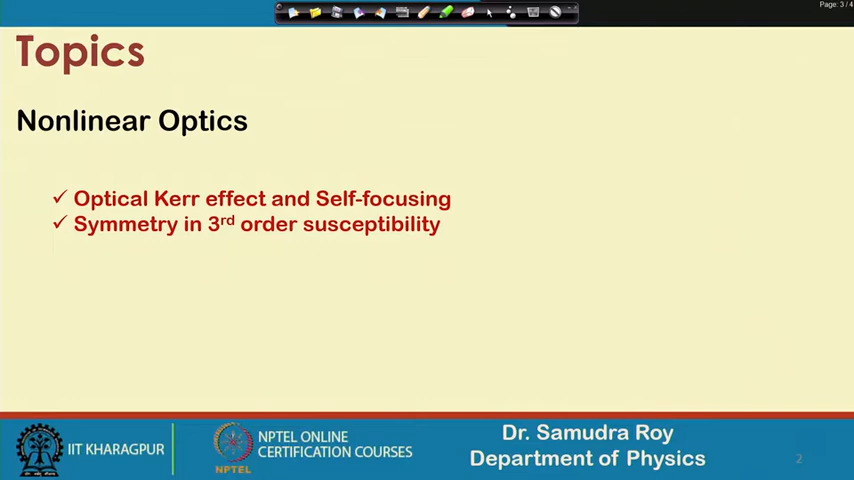 Page: 3 / 4
Topics
Nonlinear Optics
✓ Optical Kerr effect and Self-focusing
✓ Symmetry in 3rd order susceptibility
IIT KHARAGPUR
NPTEL
NPTEL ONLINE
CERTIFICATION COURSES
Dr. Samudra Roy
Department of Physics
2